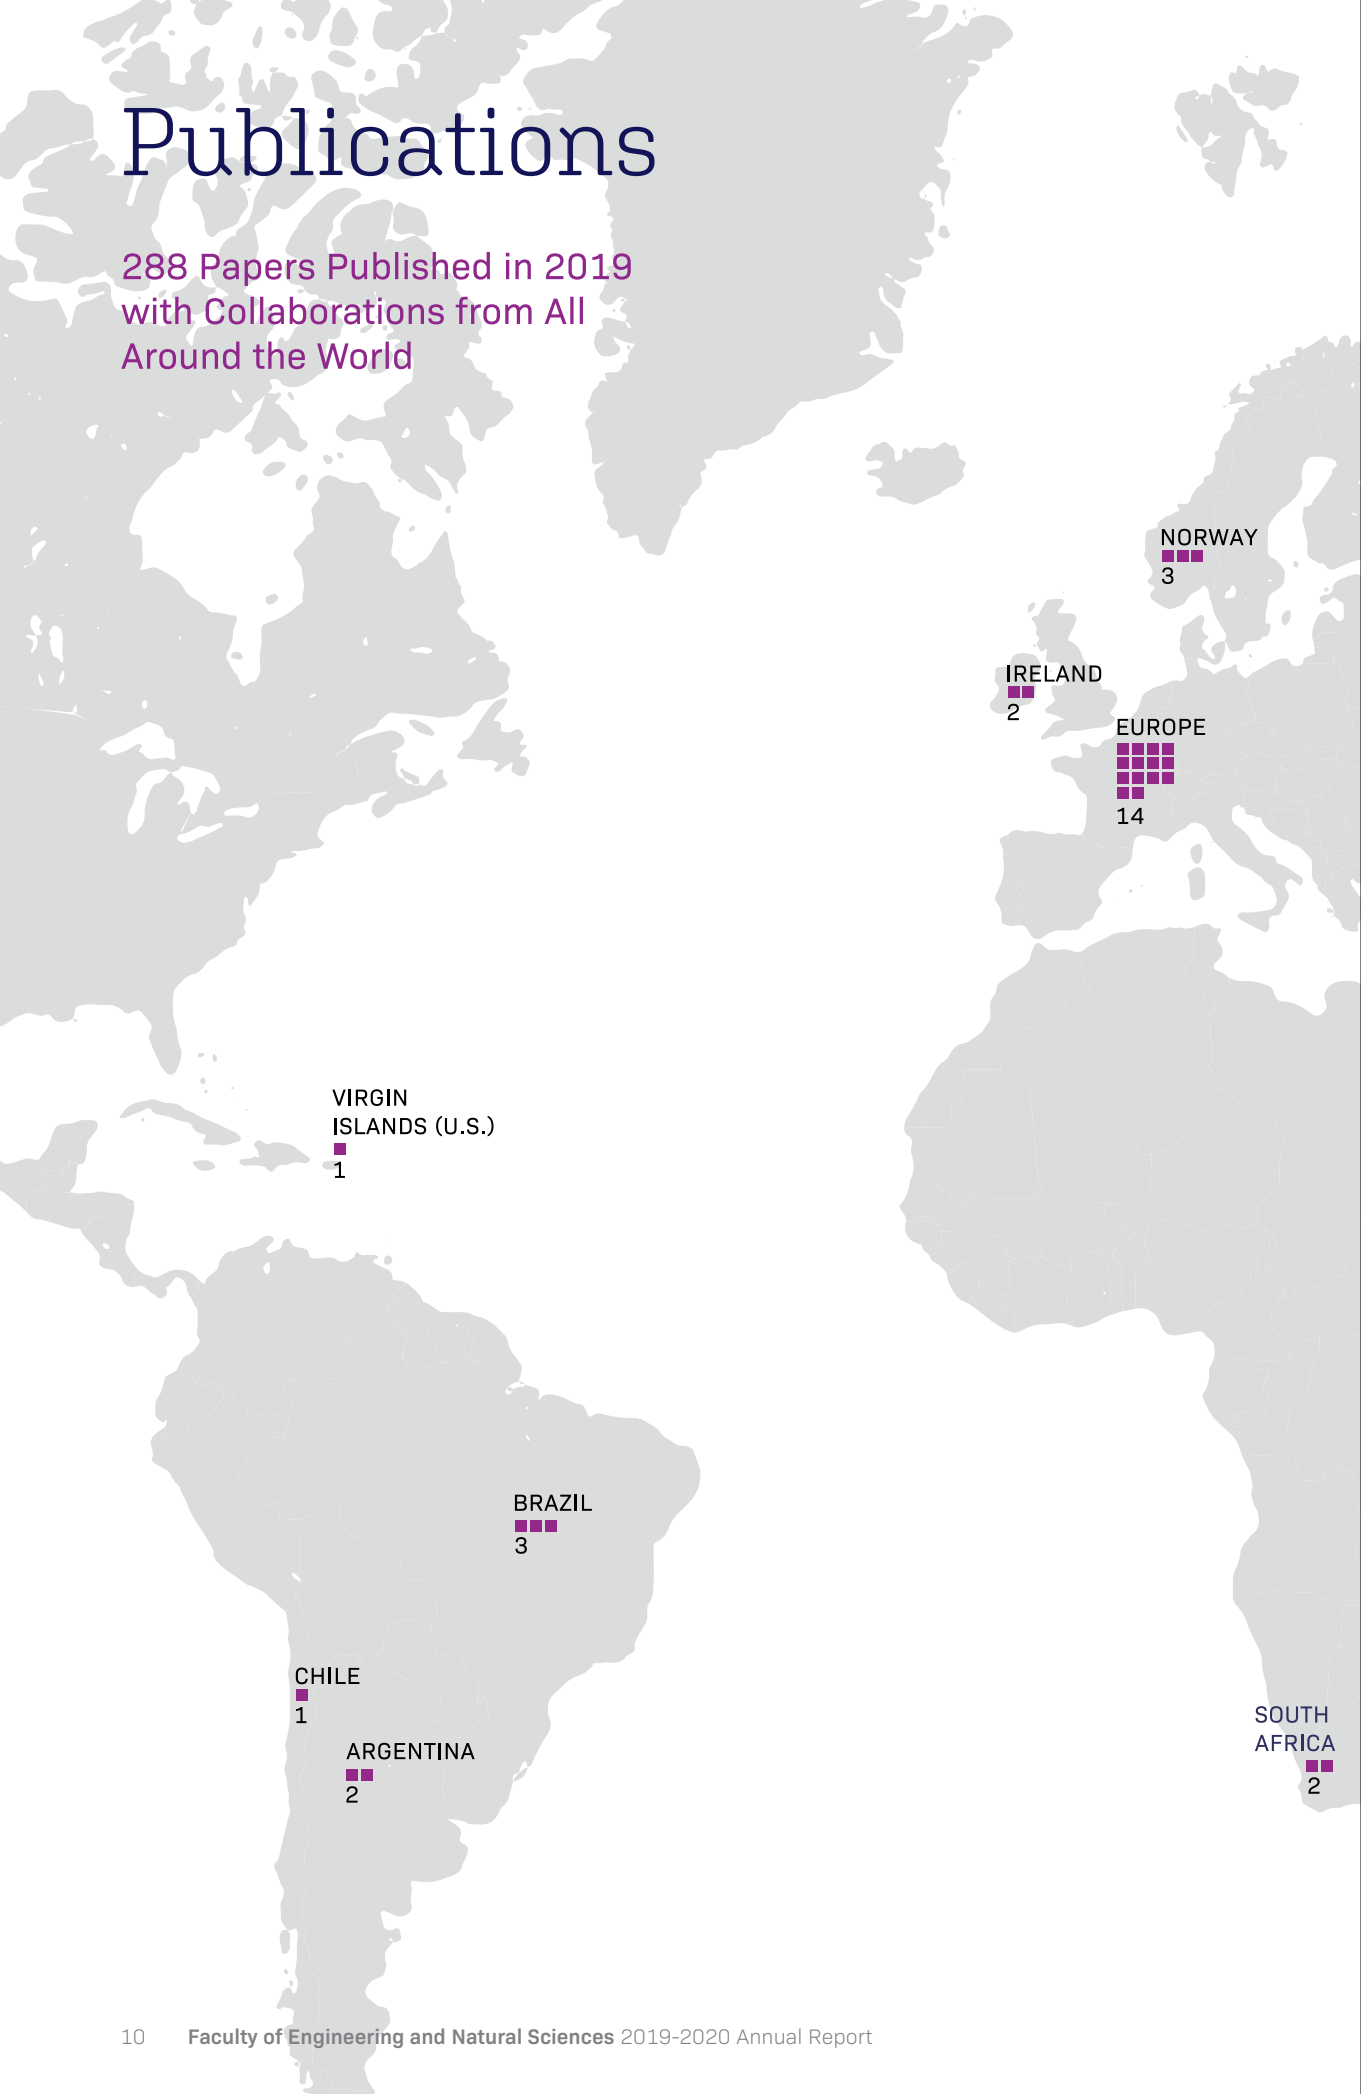 Publications
288 Papers Published in 2019
with Collaborations from All
Around the World
NORWAY
3
IRELAND
2
EUROPE
14
VIRGIN
ISLANDS (U.S.)
1
BRAZIL
3
CHILE
1
ARGENTINA
2
SOUTH
AFRICA
2
10 Faculty of Engineering and Natural Sciences 2019-2020 Annual Report